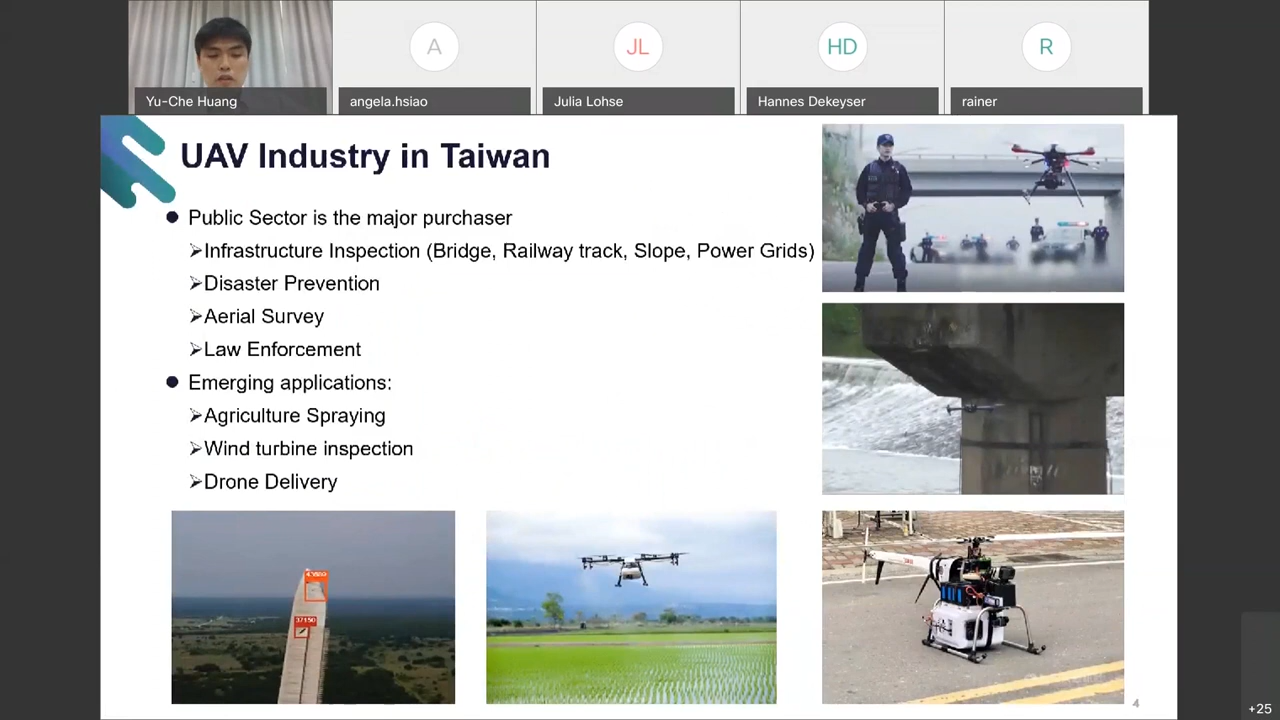 A
JL
HD
R
Yu-Che Huang
angela.hsiao
Julia Lohse
Hannes Dekeyser
rainer
UAV Industry in Taiwan
● Public Sector is the major purchaser
➢Infrastructure Inspection (Bridge, Railway track, Slope, Power Grids)
➢Disaster Prevention
➢Aerial Survey
➢Law Enforcement
● Emerging applications:
➢Agriculture Spraying
➢Wind turbine inspection
➢Drone Delivery
4
+25